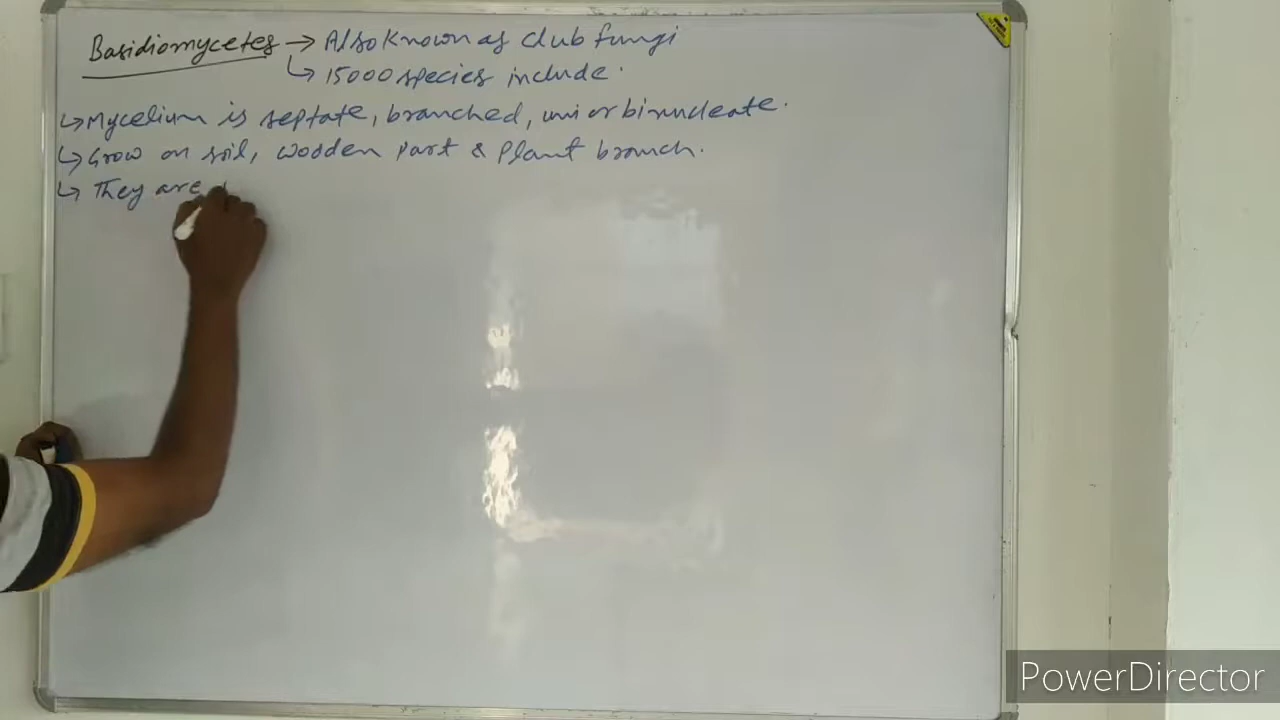 Basidiomycetes → Also Known as club fungi
↳ 15000 species include.
↳ Mycelium is septate, branched, uni or binucleate.
↳ Grow on soil, wooden part & plant branch.
↳ They are
PowerDirector